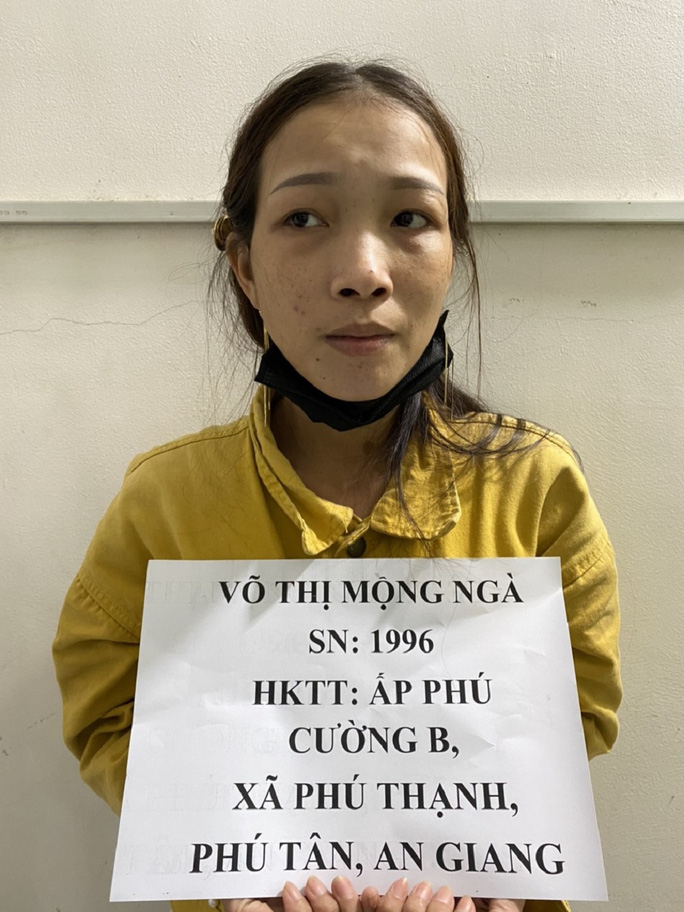 VÕ THỊ MỘNG NGÀ
SN: 1996
HKTT: ẤP PHÚ
CƯỜNG B,
XÃ PHÚ THẠNH,
PHÚ TÂN, AN GIANG